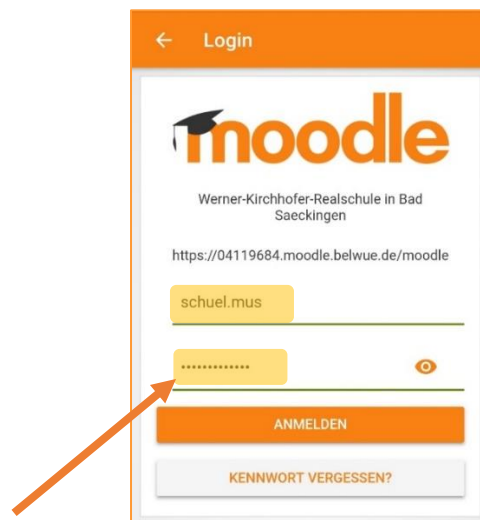 Login
moodle
Werner-Kirchhofer-Realschule in Bad
Saeckingen
https://04119684.moodle.belwue.de/moodle
schuel.mus
•••••••••••••
ANMELDEN
KENNWORT VERGESSEN?